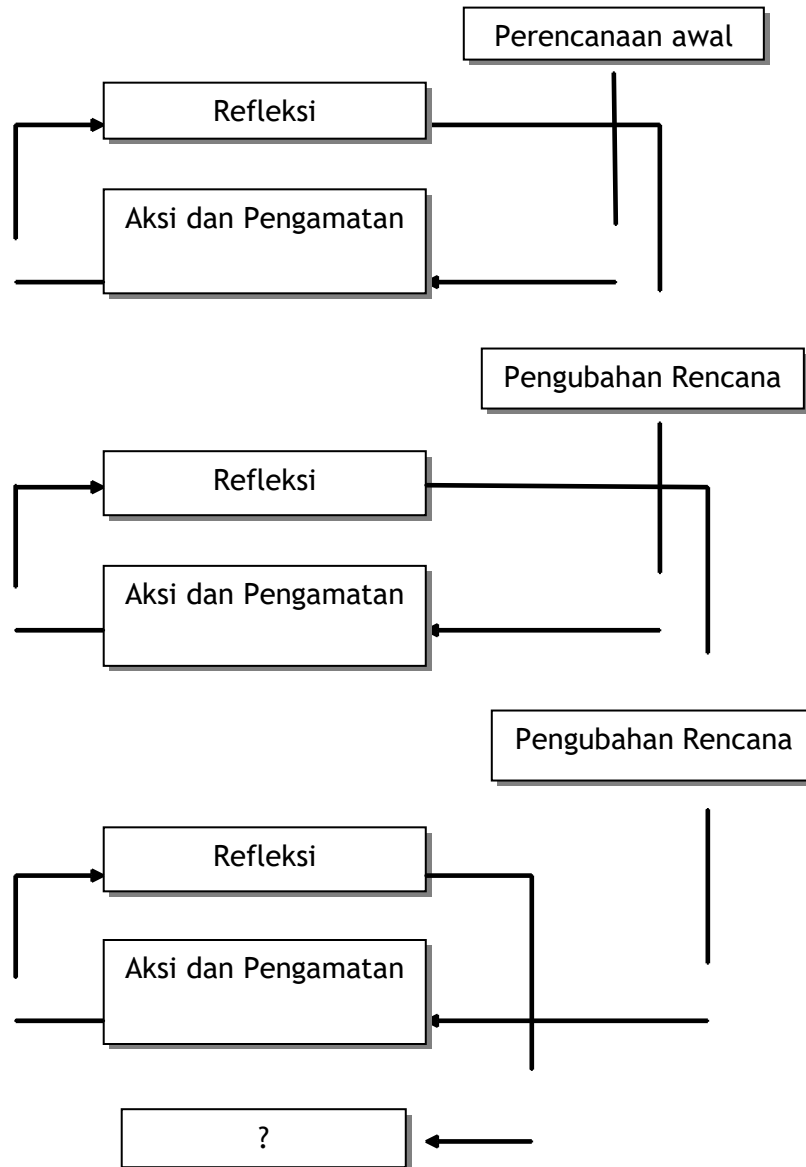 Perencanaan awal
Refleksi
Aksi dan Pengamatan
Pengubahan Rencana
Refleksi
Aksi dan Pengamatan
Pengubahan Rencana
Refleksi
Aksi dan Pengamatan
?